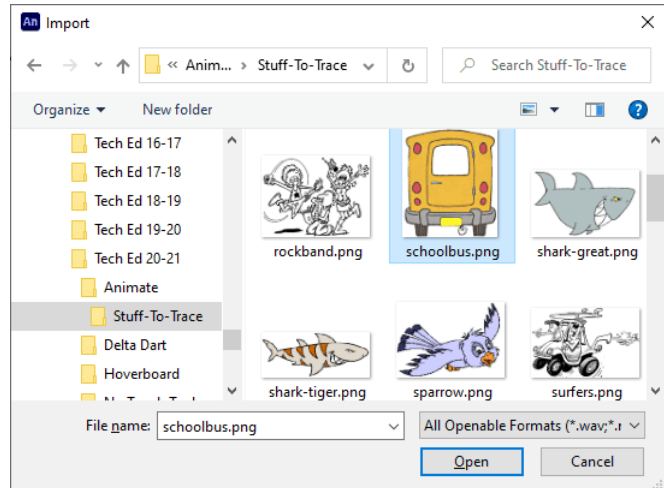 An Import
« Anim... › Stuff-To-Trace
Search Stuff-To-Trace
Organize
New folder
?
Tech Ed 16-17
Tech Ed 17-18
Tech Ed 18-19
Tech Ed 19-20
Tech Ed 20-21
Animate
Stuff-To-Trace
Delta Dart
Hoverboard
rockband.png
schoolbus.png
shark-great.png
shark-tiger.png
sparrow.png
surfers.png
File name: schoolbus.png
All Openable Formats (*.wav;*.r
Open
Cancel